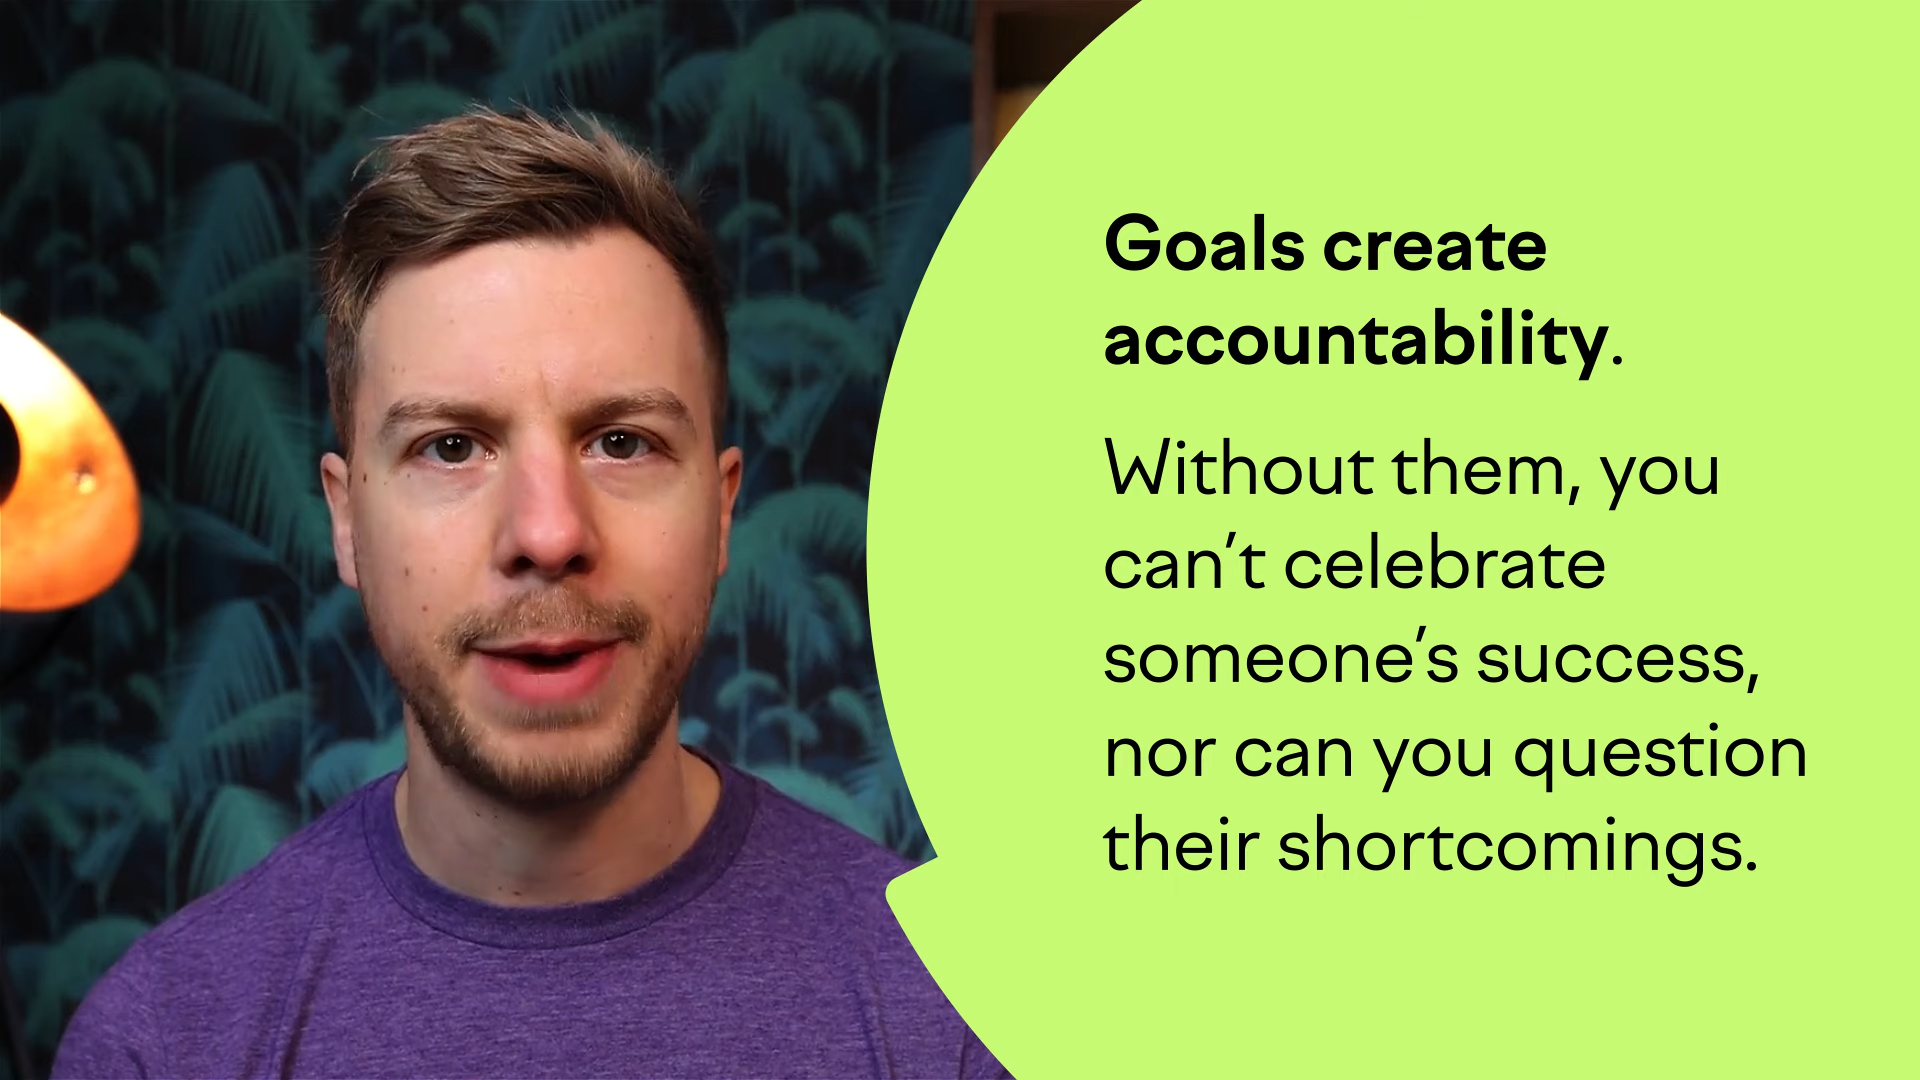 Goals create
accountability.
Without them, you
can’t celebrate
someone’s success,
nor can you question
their shortcomings.